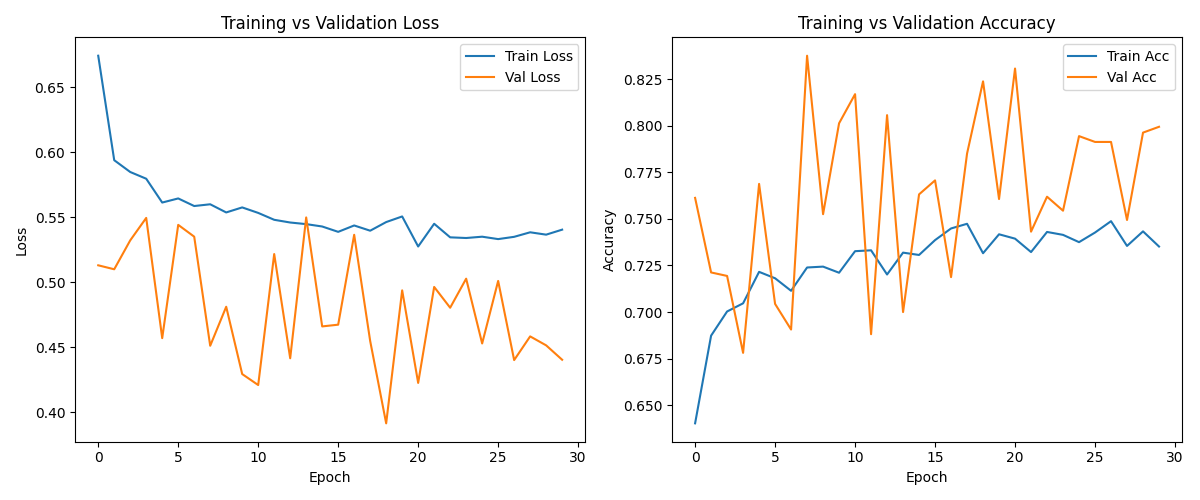 Training vs Validation Loss
Train Loss
Val Loss
0.65
0.60
0.55
0.50
0.45
0.40
Loss
0 5 10 15 20 25 30
Epoch
Training vs Validation Accuracy
Train Acc
Val Acc
0.825
0.800
0.775
0.750
0.725
0.700
0.675
0.650
Accuracy
0 5 10 15 20 25 30
Epoch